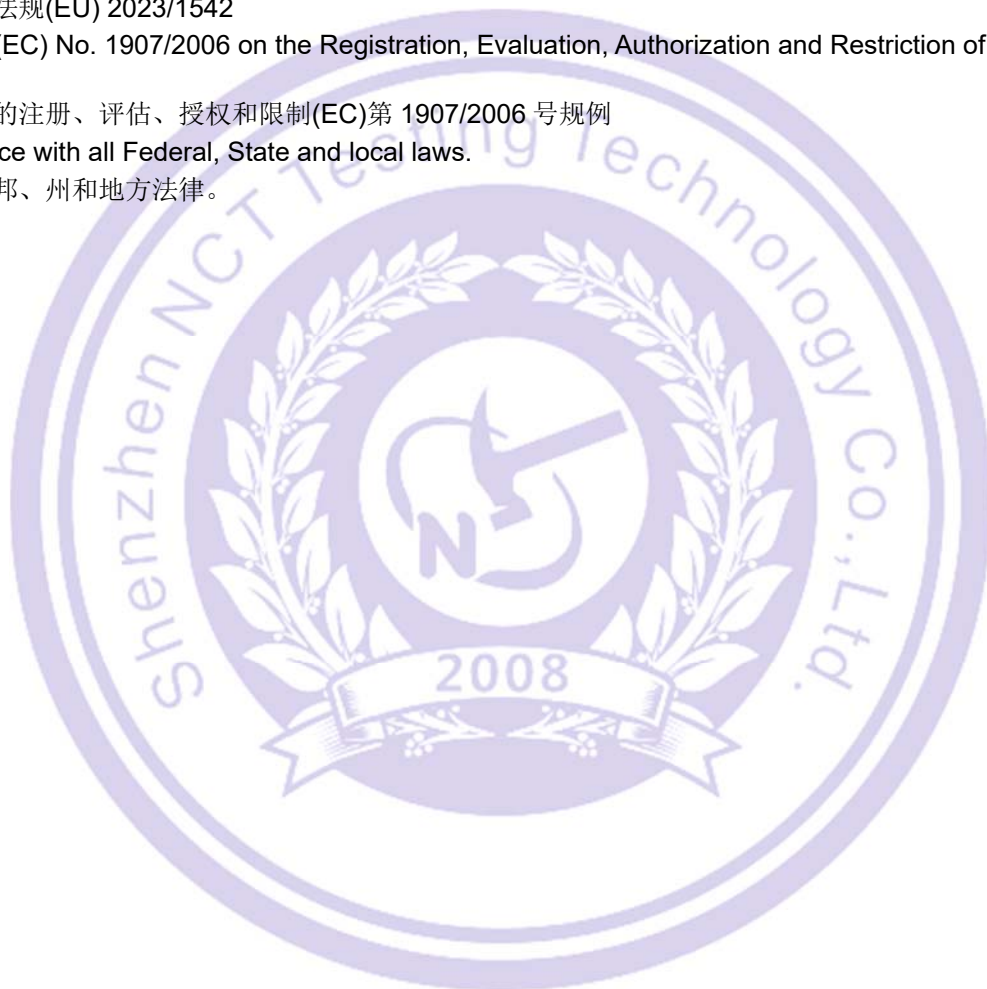 法规(EU) 2023/1542
(EC) No. 1907/2006 on the Registration, Evaluation, Authorization and Restriction of
的注册、评估、授权和限制(EC)第 1907/2006 号规例
ce with all Federal, State and local laws.
邦、州和地方法律。
Shenzhen NCT Testing Technology Co.,Ltd.
N
2008